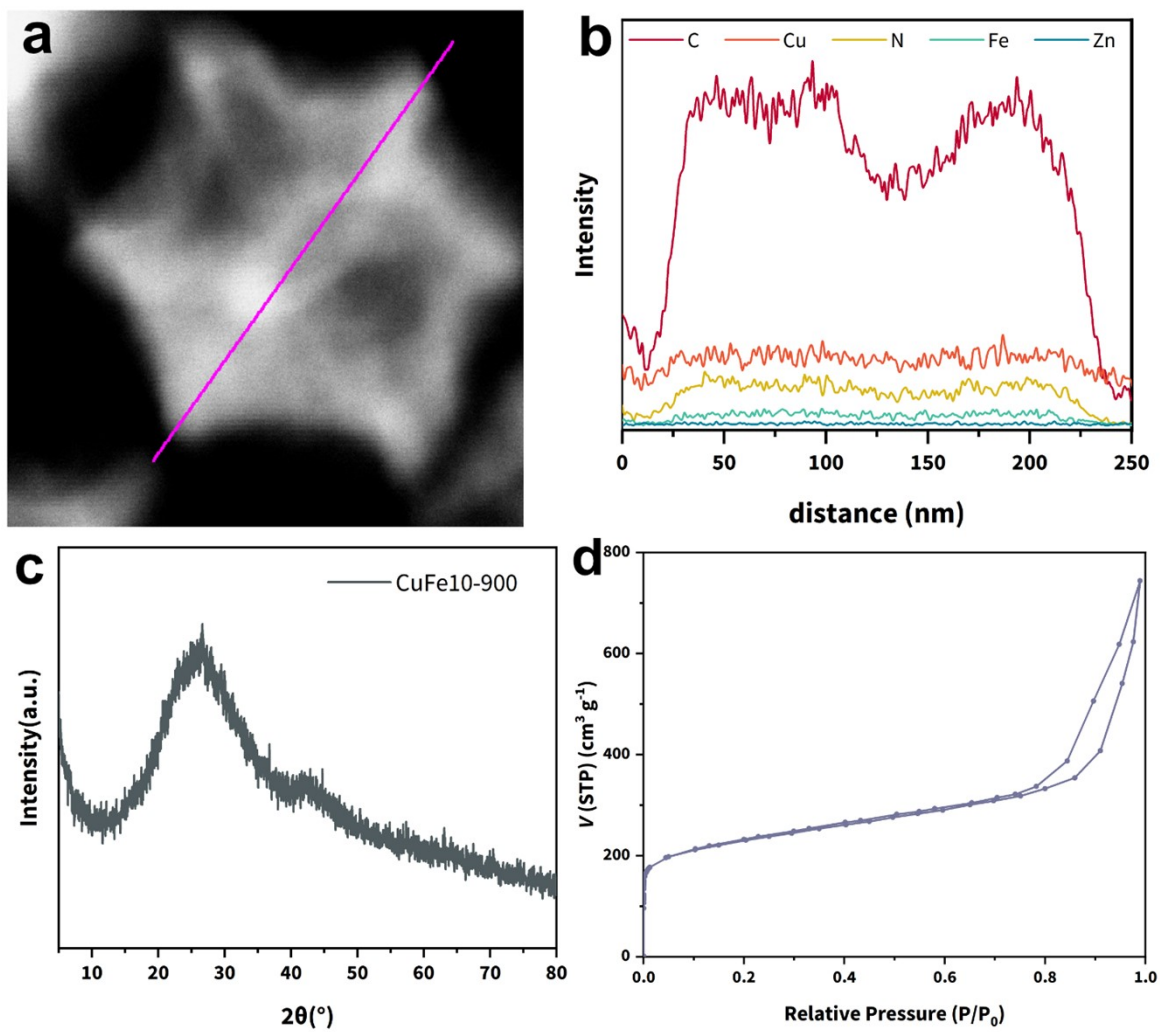 a
b
C Cu N Fe Zn
Intensity
0 50 100 150 200 250
distance (nm)
c
CuFe10-900
Intensity(a.u.)
10 20 30 40 50 60 70 80
2θ(°)
d
800
600
400
200
0
V (STP) (cm³ g⁻¹)
0.0 0.2 0.4 0.6 0.8 1.0
Relative Pressure (P/P₀)